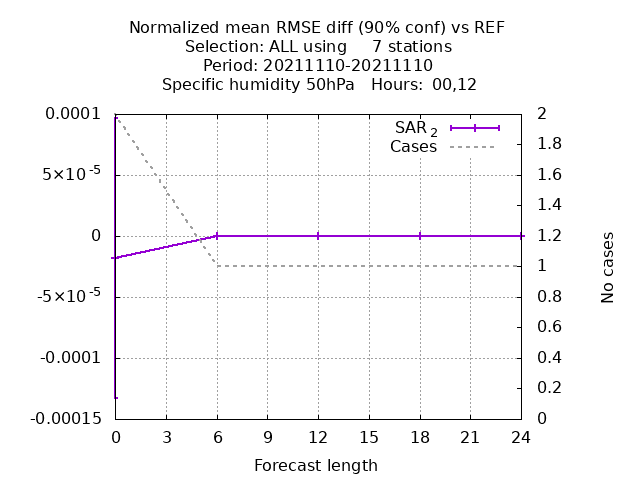 Normalized mean RMSE diff (90% conf) vs REF
Selection: ALL using     7 stations
Period: 20211110-20211110
Specific humidity 50hPa   Hours:  00,12
SAR 2
Cases
0.0001
5×10^-5
0
-5×10^-5
-0.0001
-0.00015
2
1.8
1.6
1.4
1.2
1
0.8
0.6
0.4
0.2
0
No cases
0 3 6 9 12 15 18 21 24
Forecast length